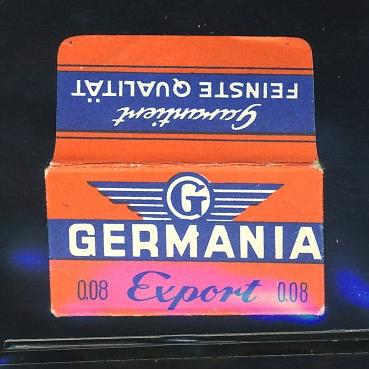 Garantiert
FEINSTE QUALITÄT
G
GERMANIA
0.08 Export 0.08